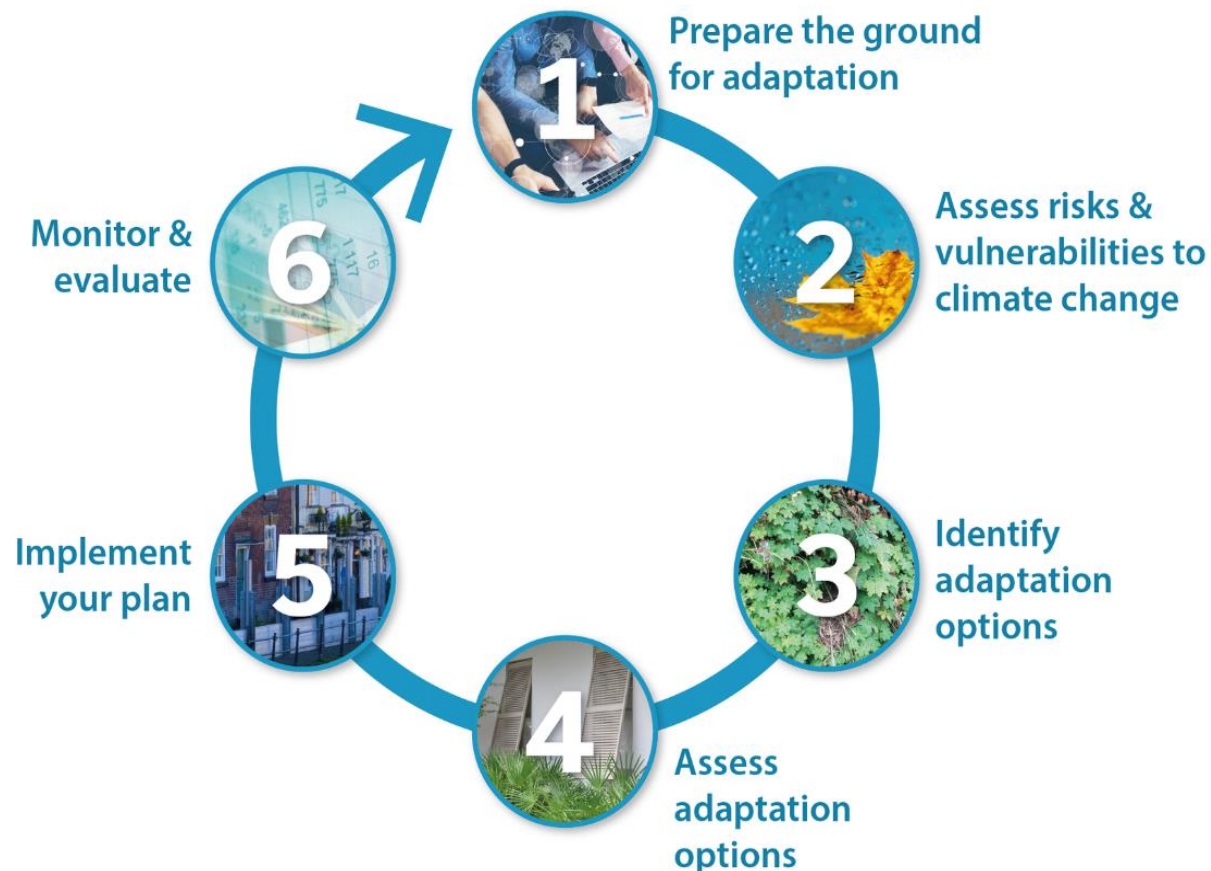 1
Prepare the ground
for adaptation
2
Assess risks &
vulnerabilities to
climate change
3
Identify
adaptation
options
4
Assess
adaptation
options
5
Implement
your plan
6
Monitor &
evaluate